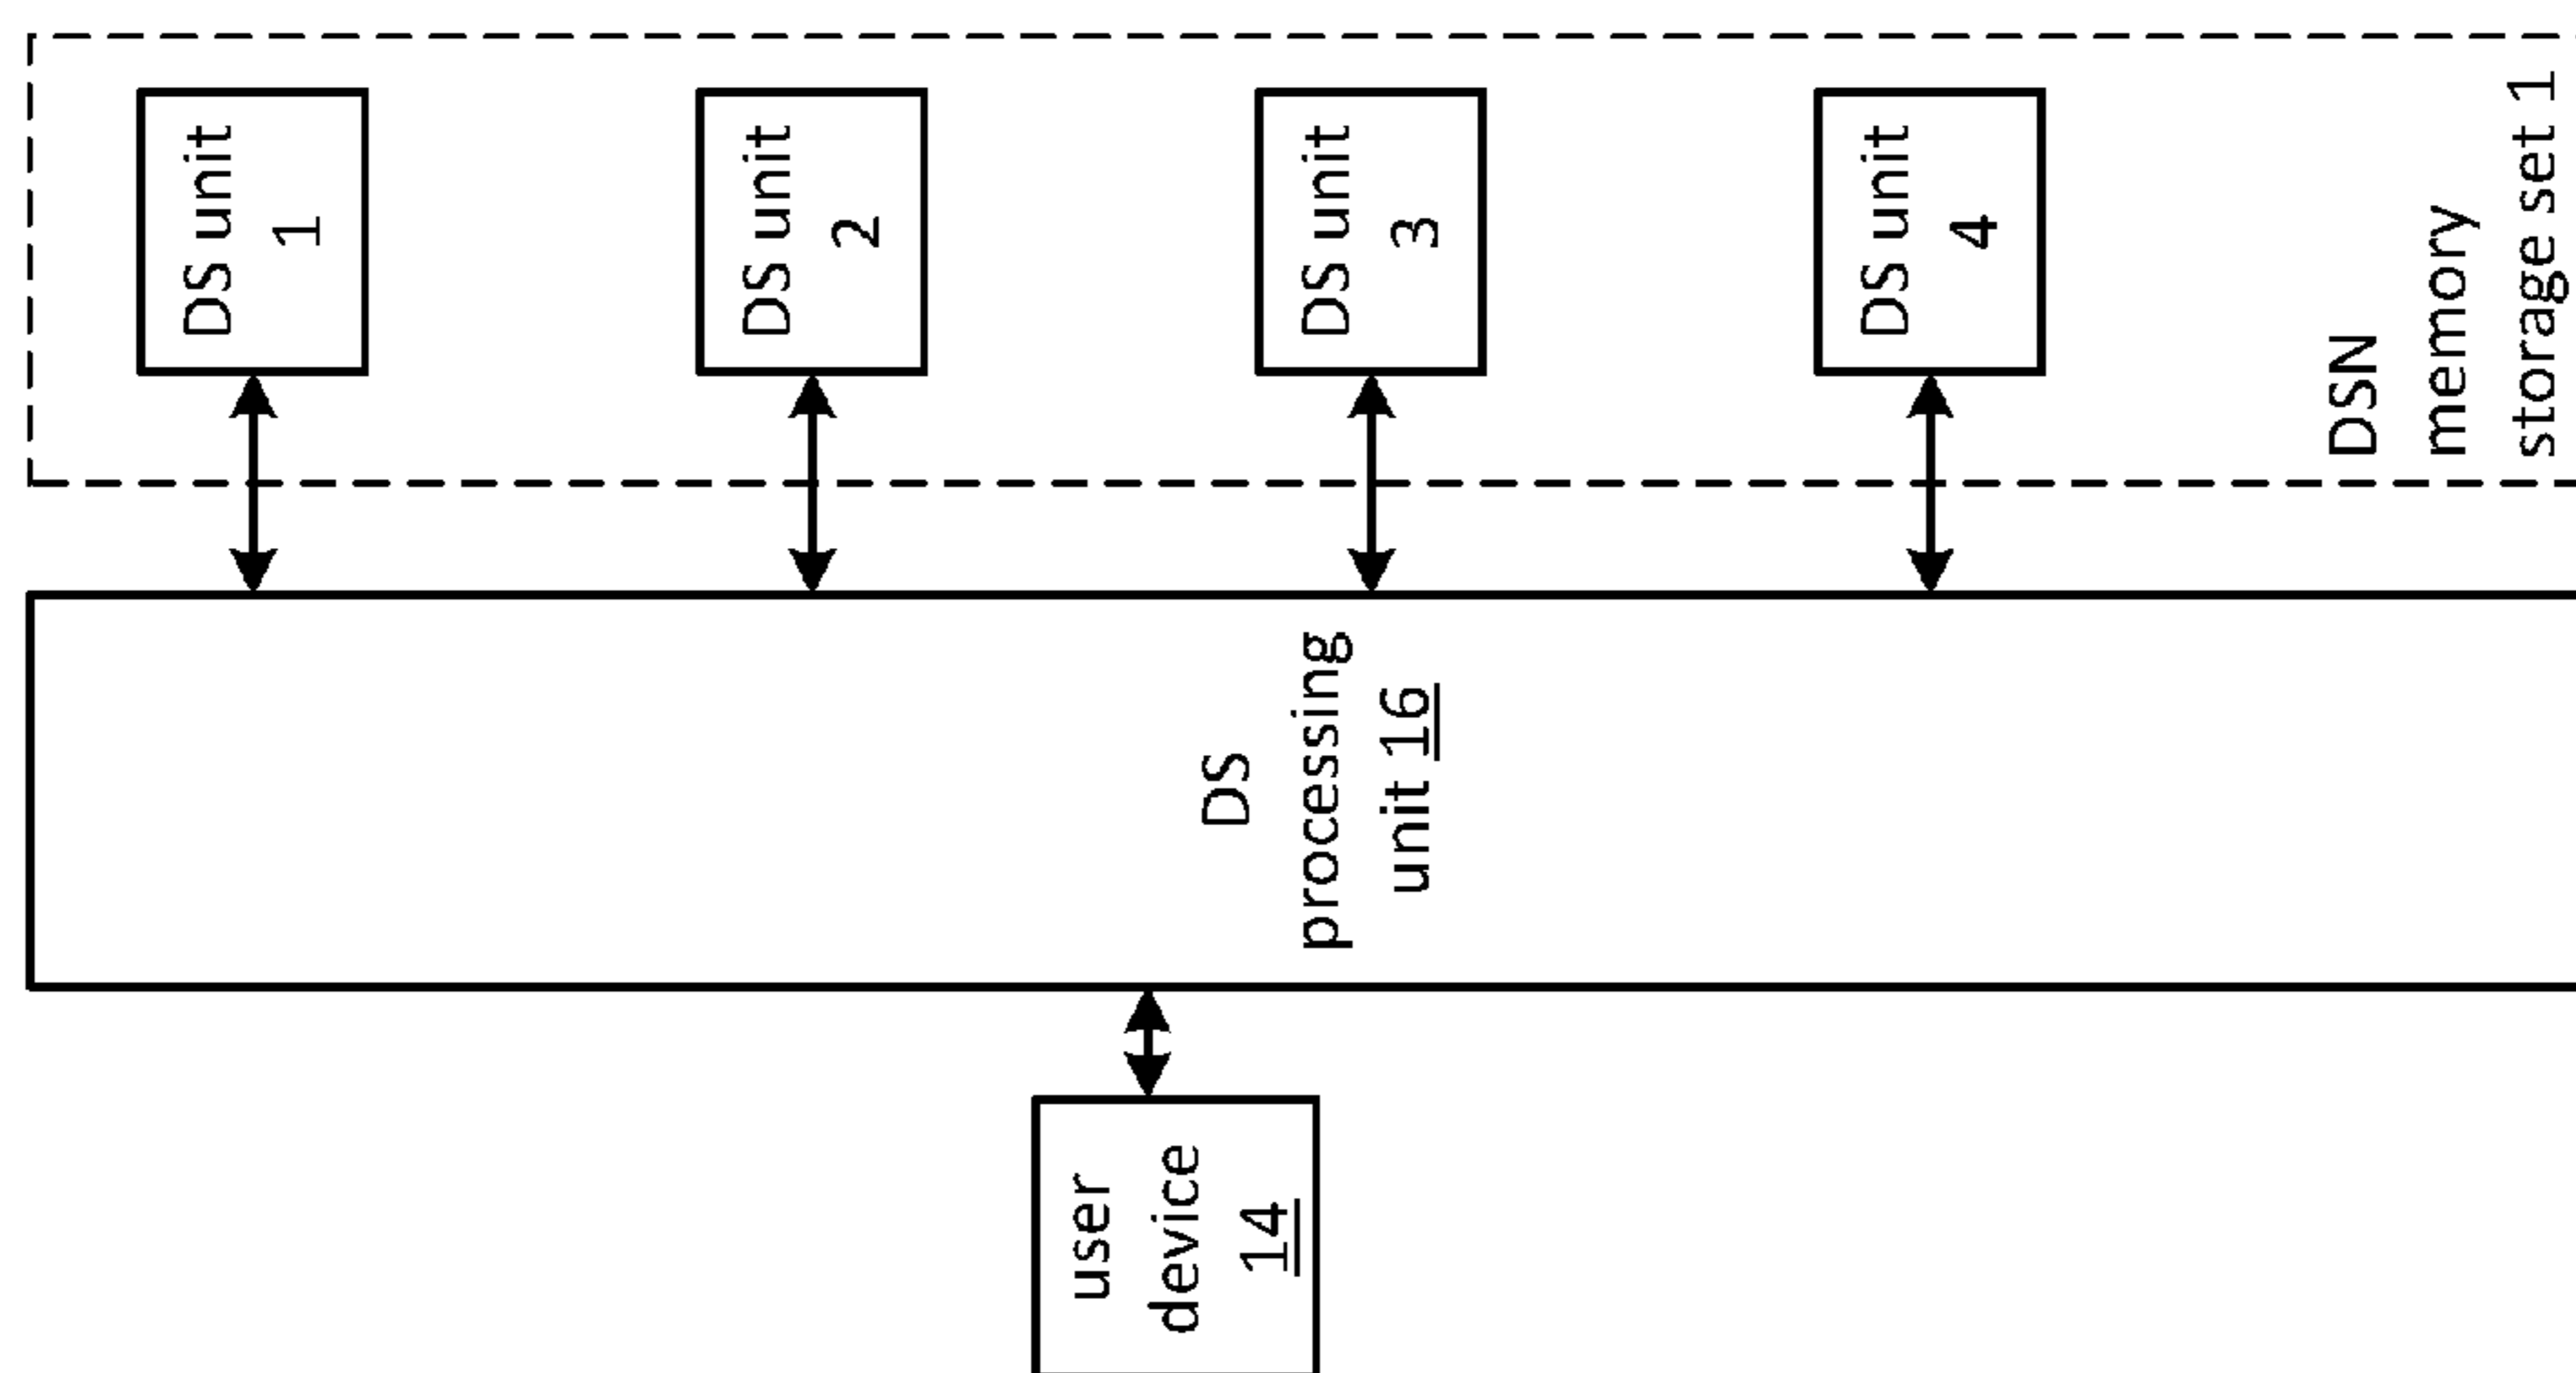 DS unit
1
DS unit
2
DS unit
3
DS unit
4
DSN
memory
storage set 1
DS
processing
unit 16
user
device
14